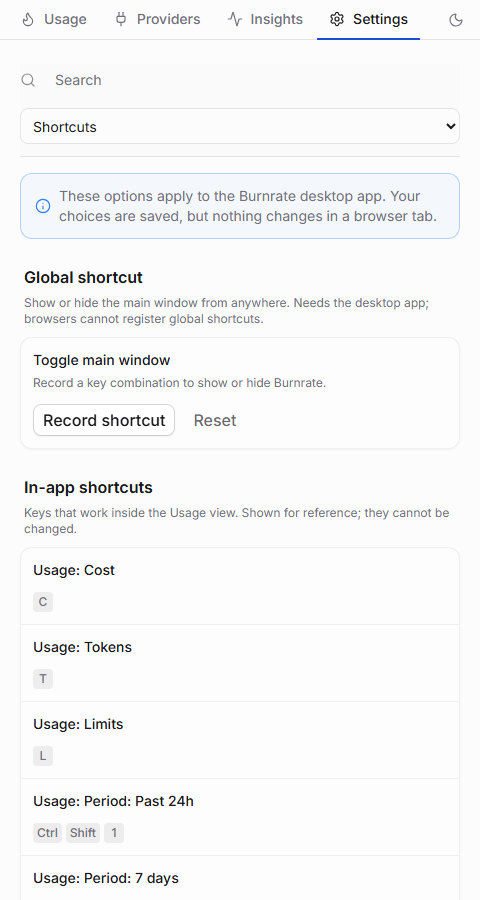 Usage Providers Insights Settings
Search
Shortcuts
These options apply to the Burnrate desktop app. Your
choices are saved, but nothing changes in a browser tab.
Global shortcut
Show or hide the main window from anywhere. Needs the desktop app;
browsers cannot register global shortcuts.
Toggle main window
Record a key combination to show or hide Burnrate.
Record shortcut Reset
In-app shortcuts
Keys that work inside the Usage view. Shown for reference; they cannot be
changed.
Usage: Cost
C
Usage: Tokens
T
Usage: Limits
L
Usage: Period: Past 24h
Ctrl Shift 1
Usage: Period: 7 days